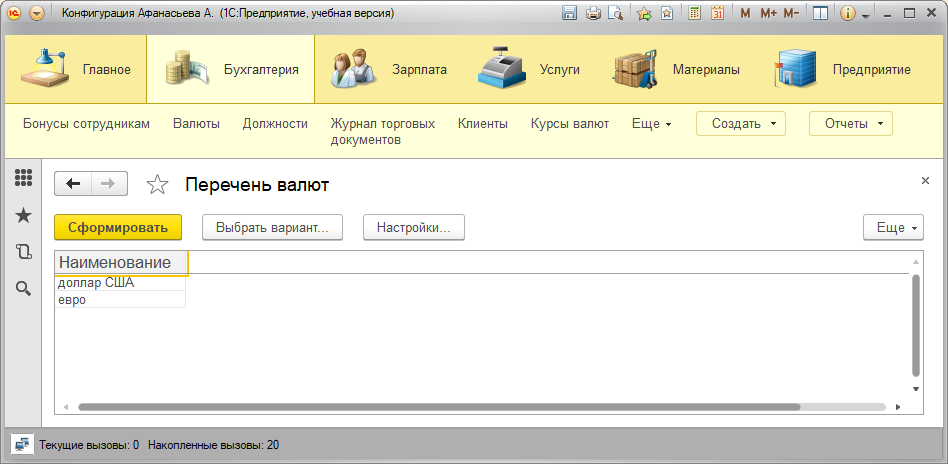 Конфигурация Афанасьева А. (1С:Предприятие, учебная версия)
31 M M+ M-
Главное Бухгалтерия Зарплата Услуги Материалы Предприятие
Бонусы сотрудникам Валюты Должности Журнал торговых документов Клиенты Курсы валют Еще Создать Отчеты
Перечень валют
Сформировать Выбрать вариант... Настройки... Еще
Наименование
доллар США
евро
Текущие вызовы: 0 Накопленные вызовы: 20